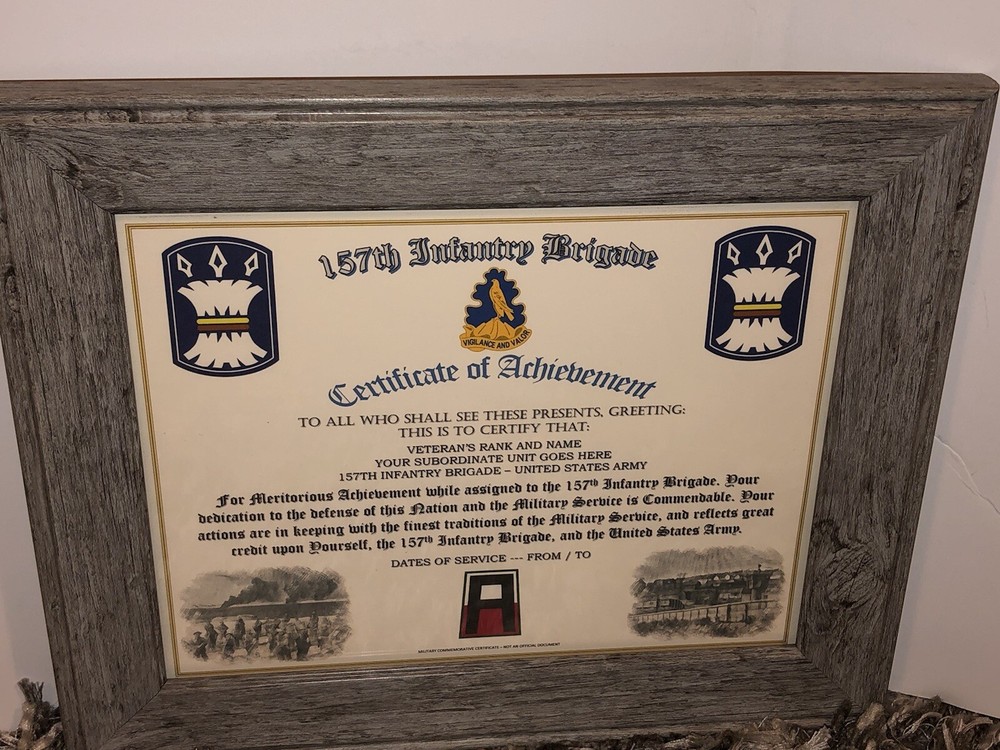 157th Infantry Brigade
VIGILANCE AND VALOR
Certificate of Achievement
TO ALL WHO SHALL SEE THESE PRESENTS, GREETING:
THIS IS TO CERTIFY THAT:
VETERAN'S RANK AND NAME
YOUR SUBORDINATE UNIT GOES HERE
157TH INFANTRY BRIGADE – UNITED STATES ARMY
For Meritorious Achievement while assigned to the 157th Infantry Brigade. Your
dedication to the defense of this Nation and the Military Service is Commendable. Your
actions are in keeping with the finest traditions of the Military Service, and reflects great
credit upon Yourself, the 157th Infantry Brigade, and the United States Army.
DATES OF SERVICE --- FROM / TO
A
MILITARY COMMEMORATIVE CERTIFICATE – NOT AN OFFICIAL DOCUMENT